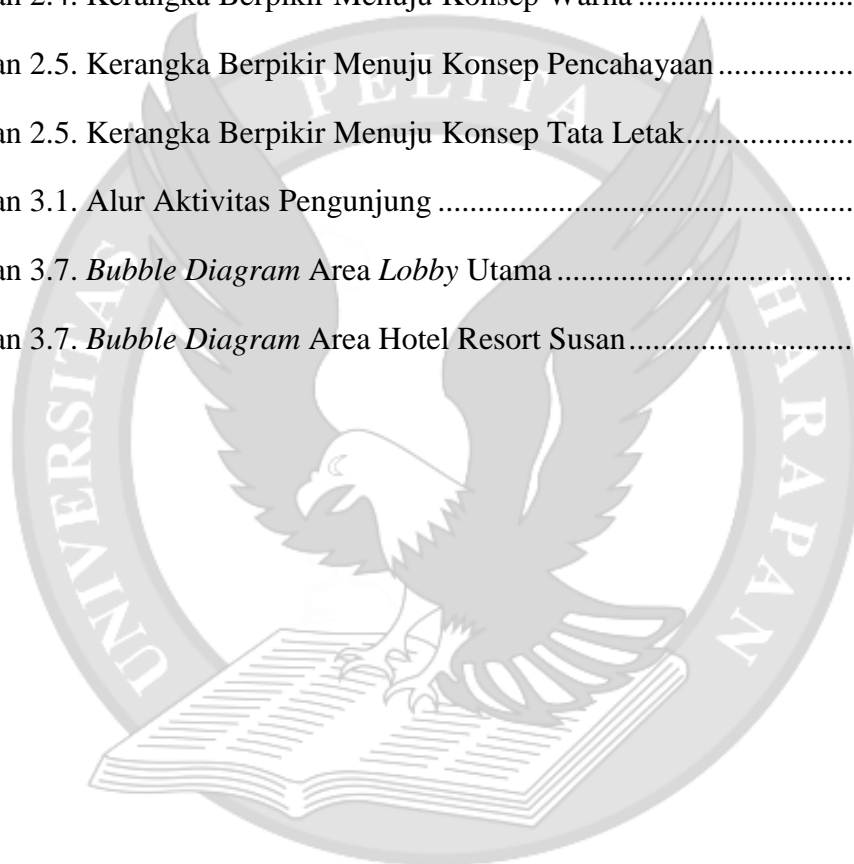 an 2.4. Kerangka Berpikir Menuju Konsep Warna
an 2.5. Kerangka Berpikir Menuju Konsep Pencahayaan
an 2.5. Kerangka Berpikir Menuju Konsep Tata Letak
an 3.1. Alur Aktivitas Pengunjung
an 3.7. Bubble Diagram Area Lobby Utama
an 3.7. Bubble Diagram Area Hotel Resort Susan
UNIVERSITAS PELITA HARAPAN